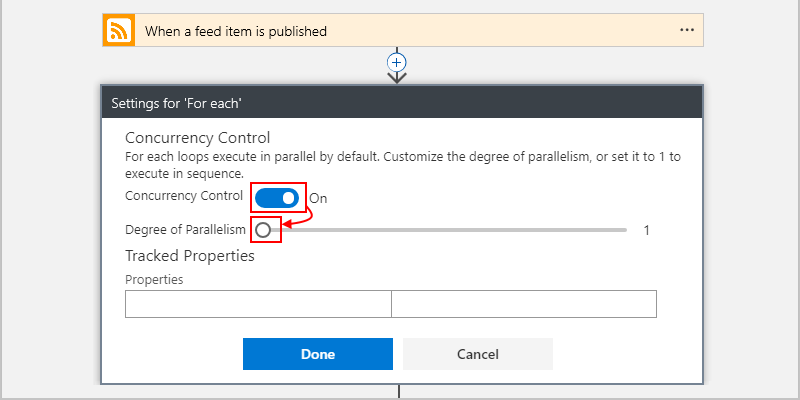 When a feed item is published
Settings for 'For each'
Concurrency Control
For each loops execute in parallel by default. Customize the degree of parallelism, or set it to 1 to
execute in sequence.
Concurrency Control On
Degree of Parallelism 1
Tracked Properties
Properties
Done Cancel